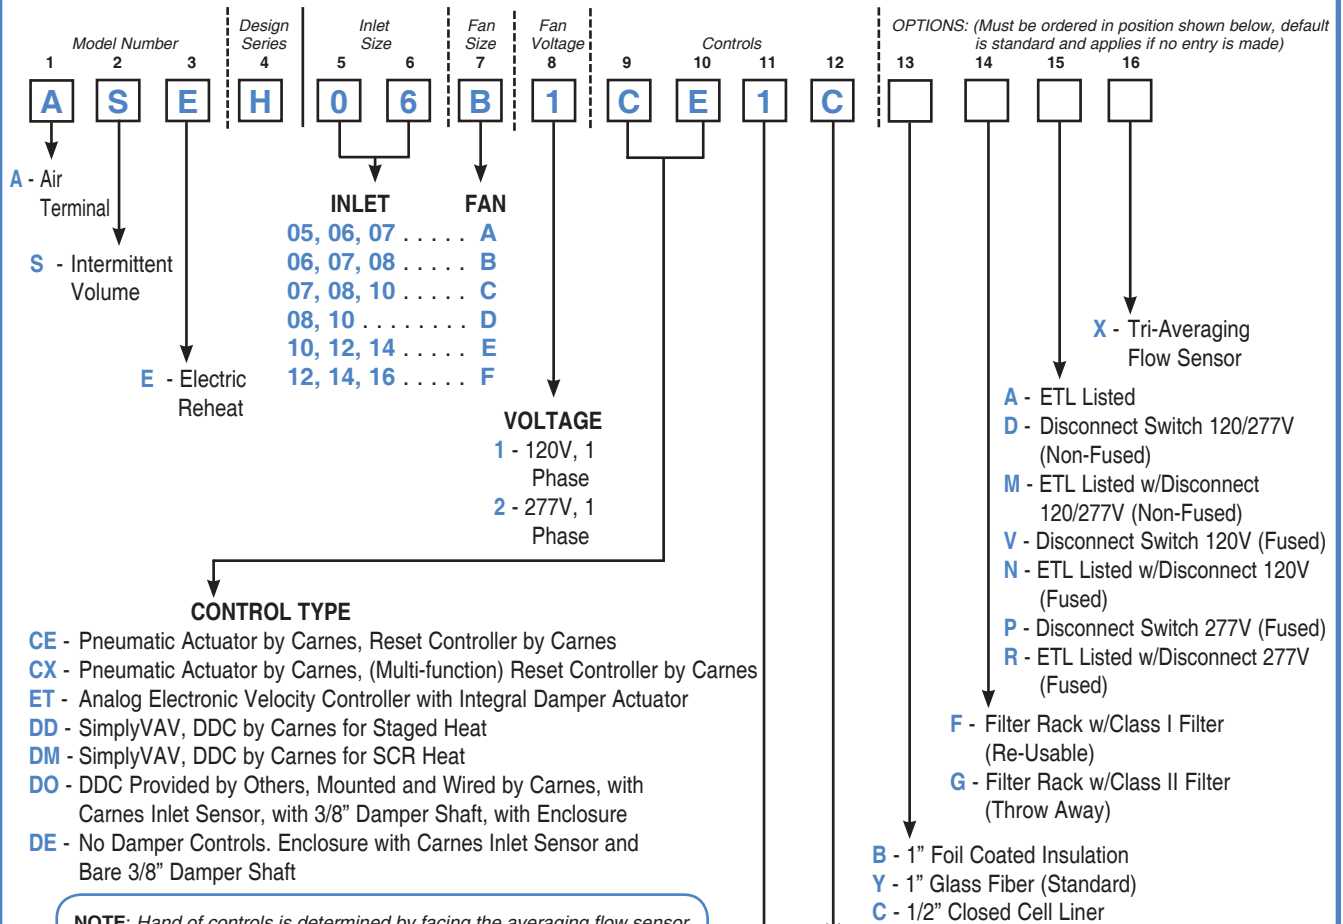 Model Number
Design Series
Inlet Size
Fan Size
Fan Voltage
Controls
OPTIONS: (Must be ordered in position shown below, default is standard and applies if no entry is made)
1 2 3 4 5 6 7 8 9 10 11 12 13 14 15 16
A S E H 0 6 B 1 C E 1 C
A - Air
Terminal
S - Intermittent
Volume
E - Electric
Reheat
INLET FAN
05, 06, 07 . . . . . A
06, 07, 08 . . . . . B
07, 08, 10 . . . . . C
08, 10 . . . . . . . . D
10, 12, 14 . . . . . E
12, 14, 16 . . . . . F
VOLTAGE
1 - 120V, 1
Phase
2 - 277V, 1
Phase
CONTROL TYPE
CE - Pneumatic Actuator by Carnes, Reset Controller by Carnes
CX - Pneumatic Actuator by Carnes, (Multi-function) Reset Controller by Carnes
ET - Analog Electronic Velocity Controller with Integral Damper Actuator
DD - SimplyVAV, DDC by Carnes for Staged Heat
DM - SimplyVAV, DDC by Carnes for SCR Heat
DO - DDC Provided by Others, Mounted and Wired by Carnes, with
Carnes Inlet Sensor, with 3/8” Damper Shaft, with Enclosure
DE - No Damper Controls. Enclosure with Carnes Inlet Sensor and
Bare 3/8” Damper Shaft
NOTE: Hand of controls is determined by facing the averaging flow sensor
X - Tri-Averaging
Flow Sensor
A - ETL Listed
D - Disconnect Switch 120/277V
(Non-Fused)
M - ETL Listed w/Disconnect
120/277V (Non-Fused)
V - Disconnect Switch 120V (Fused)
N - ETL Listed w/Disconnect 120V
(Fused)
P - Disconnect Switch 277V (Fused)
R - ETL Listed w/Disconnect 277V
(Fused)
F - Filter Rack w/Class I Filter
(Re-Usable)
G - Filter Rack w/Class II Filter
(Throw Away)
B - 1” Foil Coated Insulation
Y - 1” Glass Fiber (Standard)
C - 1/2” Closed Cell Liner